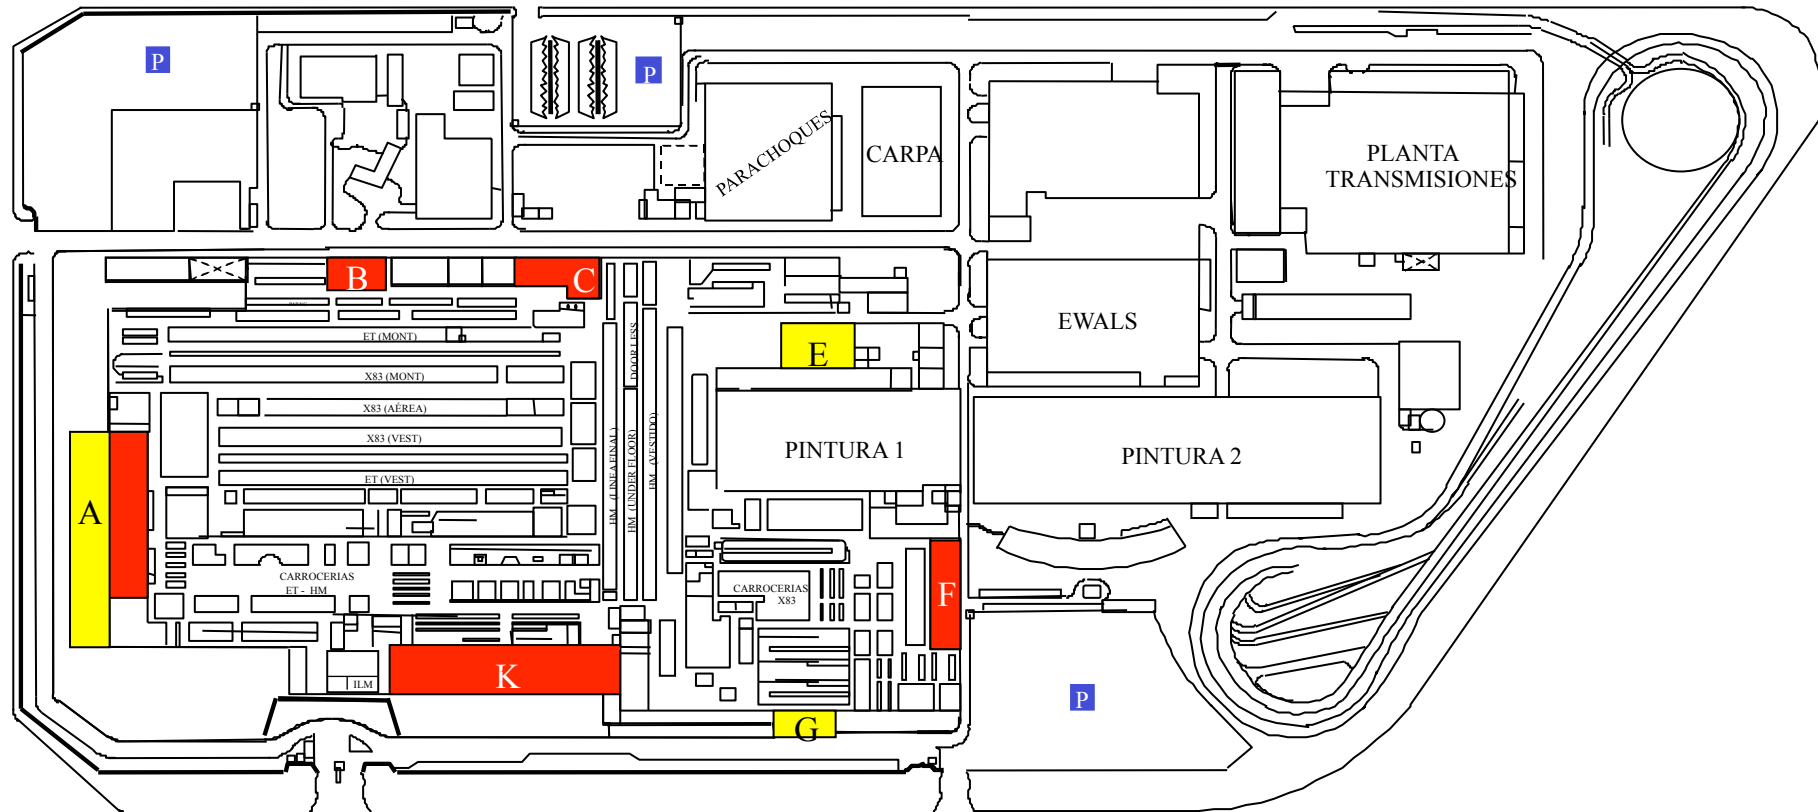 P
P
PARACHOQUES
CARPA
PLANTA
TRANSMISIONES
B
C
ET (MONT)
X83 (MONT)
X83 (AÉREA)
X83 (VEST)
ET (VEST)
HM (LINEA FINAL)
HM (UNDER FLOOR)
DOOR LESS
HM (VESTIDO)
E
EWALS
PINTURA 1
PINTURA 2
A
CARROCERIAS
ET - HM
CARROCERIAS
X83
F
K
ILM
G
P